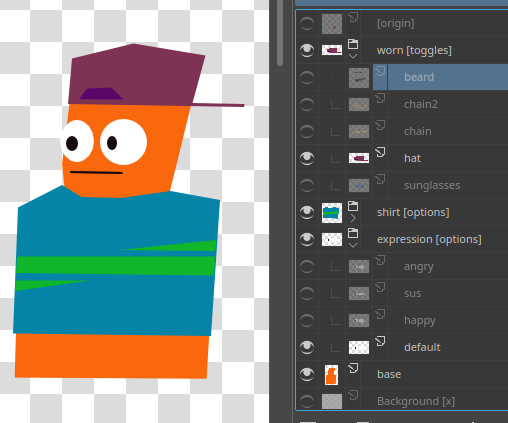 [origin]
worn [toggles]
beard
chain2
chain
hat
sunglasses
shirt [options]
expression [options]
angry
sus
happy
default
base
Background [x]